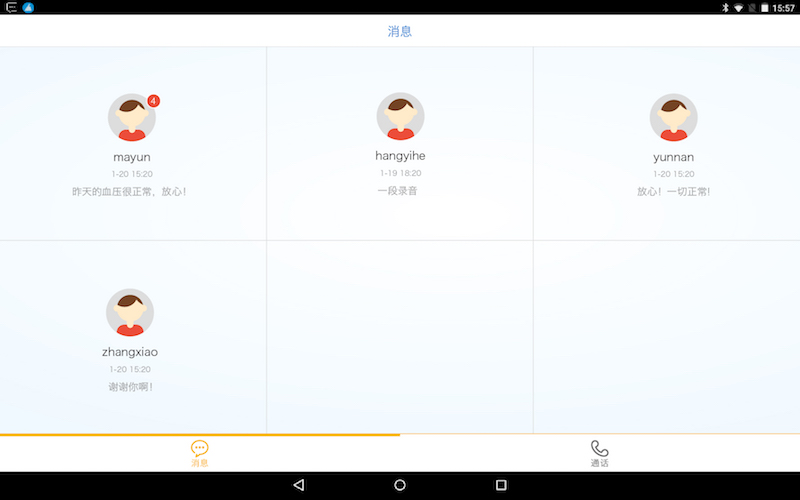 15:57
消息
4
mayun
1-20 15:20
昨天的血压很正常，放心！
hangyihe
1-19 18.20
一段录音
yunnan
1-20 15:20
放心！一切正常!
zhangxiao
1-20 15:20
谢谢你啊！
消息
通话